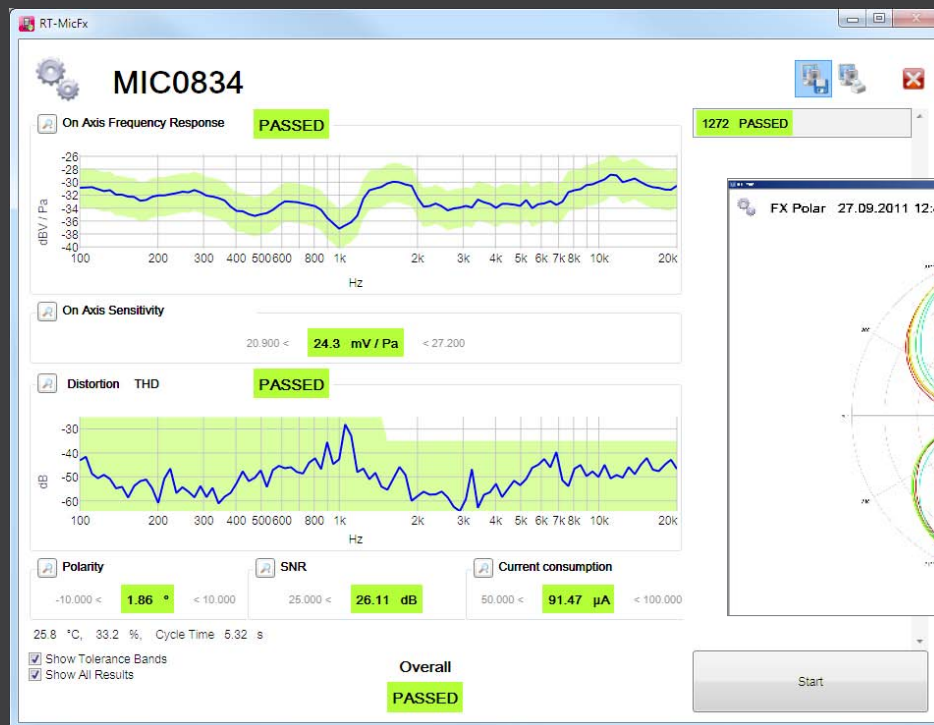 RT-MicFx
MIC0834
On Axis Frequency Response PASSED
1272 PASSED
-26
-28
-30
-32
-34
-36
-38
-40
dBV / Pa
100 200 300 400 500 600 800 1k 2k 3k 4k 5k 6k 7k 8k 10k 20k
Hz
FX Polar 27.09.2011 12:
On Axis Sensitivity
20.900 < 24.3 mV / Pa < 27.200
Distortion THD PASSED
-30
-40
-50
-60
dB
100 200 300 400 500 600 800 1k 2k 3k 4k 5k 6k 7k 8k 10k 20k
Hz
Polarity
-10.000 < 1.86 ° < 10.000
SNR
25.000 < 26.11 dB
Current consumption
50.000 < 91.47 µA < 100.000
25.8 °C, 33.2 %, Cycle Time 5.32 s
Show Tolerance Bands
Show All Results
Overall
PASSED
Start